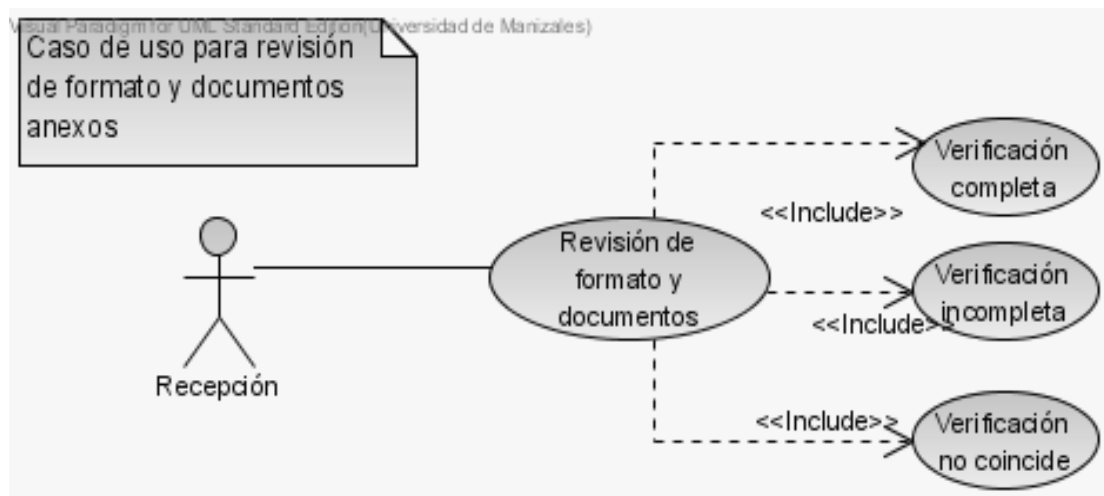 Visual Paradigm for UML Standard Edition(Universidad de Manizales)
Caso de uso para revisión
de formato y documentos
anexos
Verificación
completa
<<Include>>
Revisión de
formato y
documentos
Verificación
incompleta
<<Include>>
Recepción
<<Include>>
Verificación
no coincide